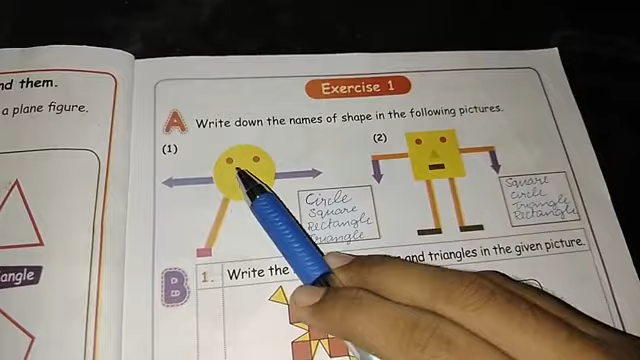 nd them.
a plane figure.
angle
Exercise 1
A Write down the names of shape in the following pictures.
(1)
Circle
Square
Rectangle
Triangle
(2)
Square
Circle
Triangle
Rectangle
B 1. Write the
and triangles in the given picture.